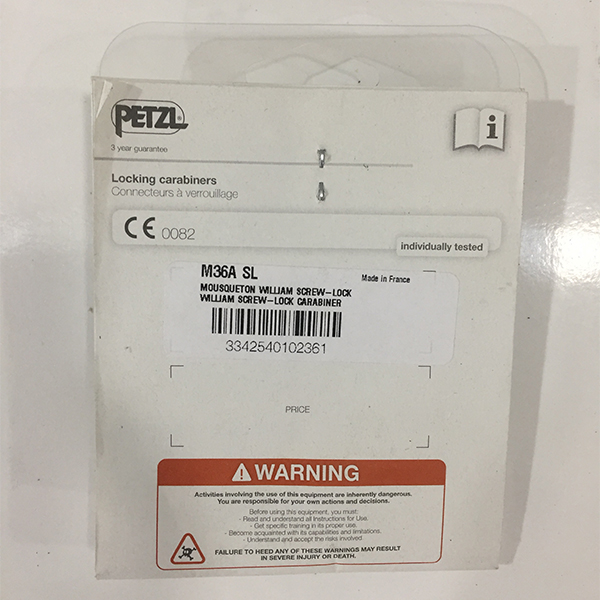 PETZL
3 year guarantee
i
Locking carabiners
Connecteurs à verrouillage
CE 0082
individually tested
M36A SL
Made in France
MOUSQUETON WILLIAM SCREW-LOCK
WILLIAM SCREW-LOCK CARABINER
3342540102361
PRICE
WARNING
Activities involving the use of this equipment are inherently dangerous.
You are responsible for your own actions and decisions.
Before using this equipment, you must:
- Read and understand all Instructions for Use.
- Get specific training in its proper use.
- Become acquainted with its capabilities and limitations.
- Understand and accept the risks involved.
FAILURE TO HEED ANY OF THESE WARNINGS MAY RESULT
IN SEVERE INJURY OR DEATH.